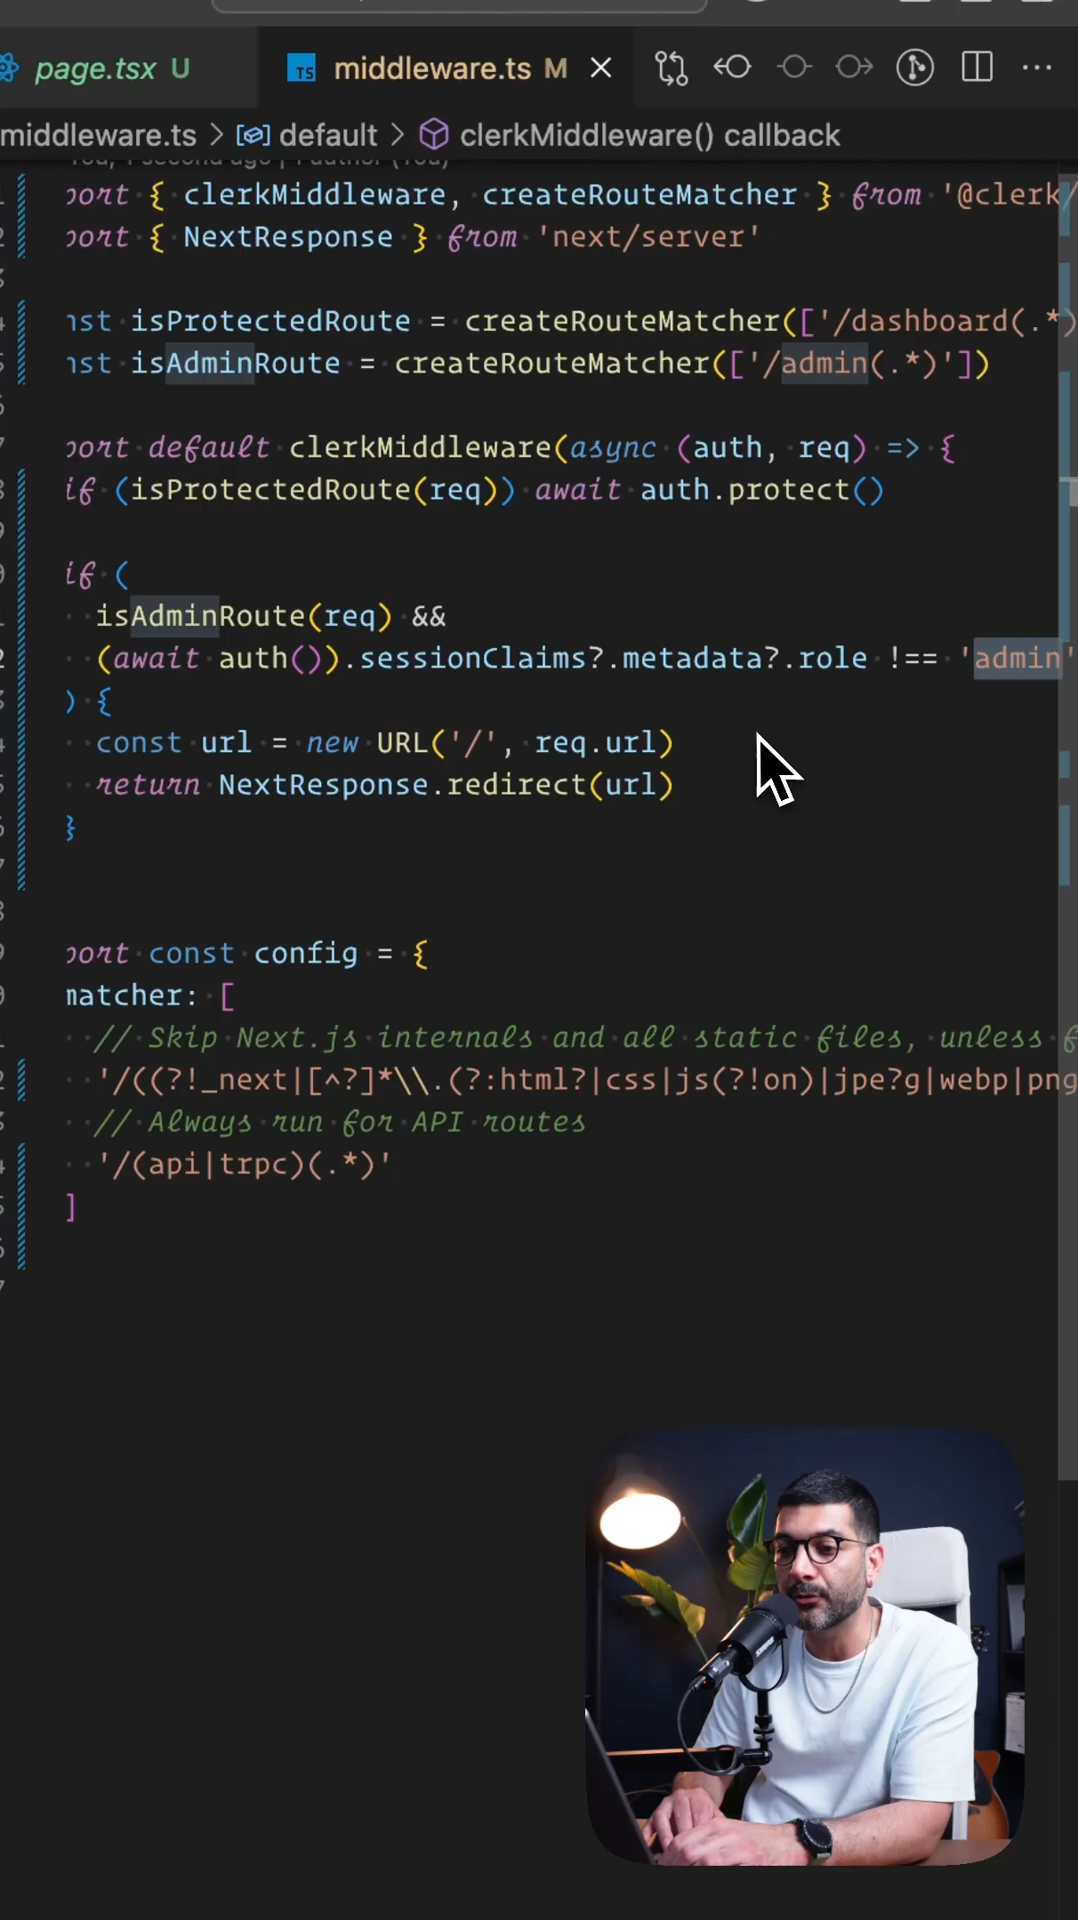 page.tsx U
middleware.ts M
middleware.ts > default > clerkMiddleware() callback
port { clerkMiddleware, createRouteMatcher } from '@clerk/
port { NextResponse } from 'next/server'
nst isProtectedRoute = createRouteMatcher(['/dashboard(.*)
nst isAdminRoute = createRouteMatcher(['/admin(.*)'])
port default clerkMiddleware(async (auth, req) => {
if (isProtectedRoute(req)) await auth.protect()
if (
isAdminRoute(req) &&
(await auth()).sessionClaims?.metadata?.role !== 'admin'
) {
const url = new URL('/', req.url)
return NextResponse.redirect(url)
}
port const config = {
matcher: [
// Skip Next.js internals and all static files, unless f
'/((?!_next|[^?]*\\.(?:html?|css|js(?!on)|jpe?g|webp|png
// Always run for API routes
'/(api|trpc)(.*)'
]